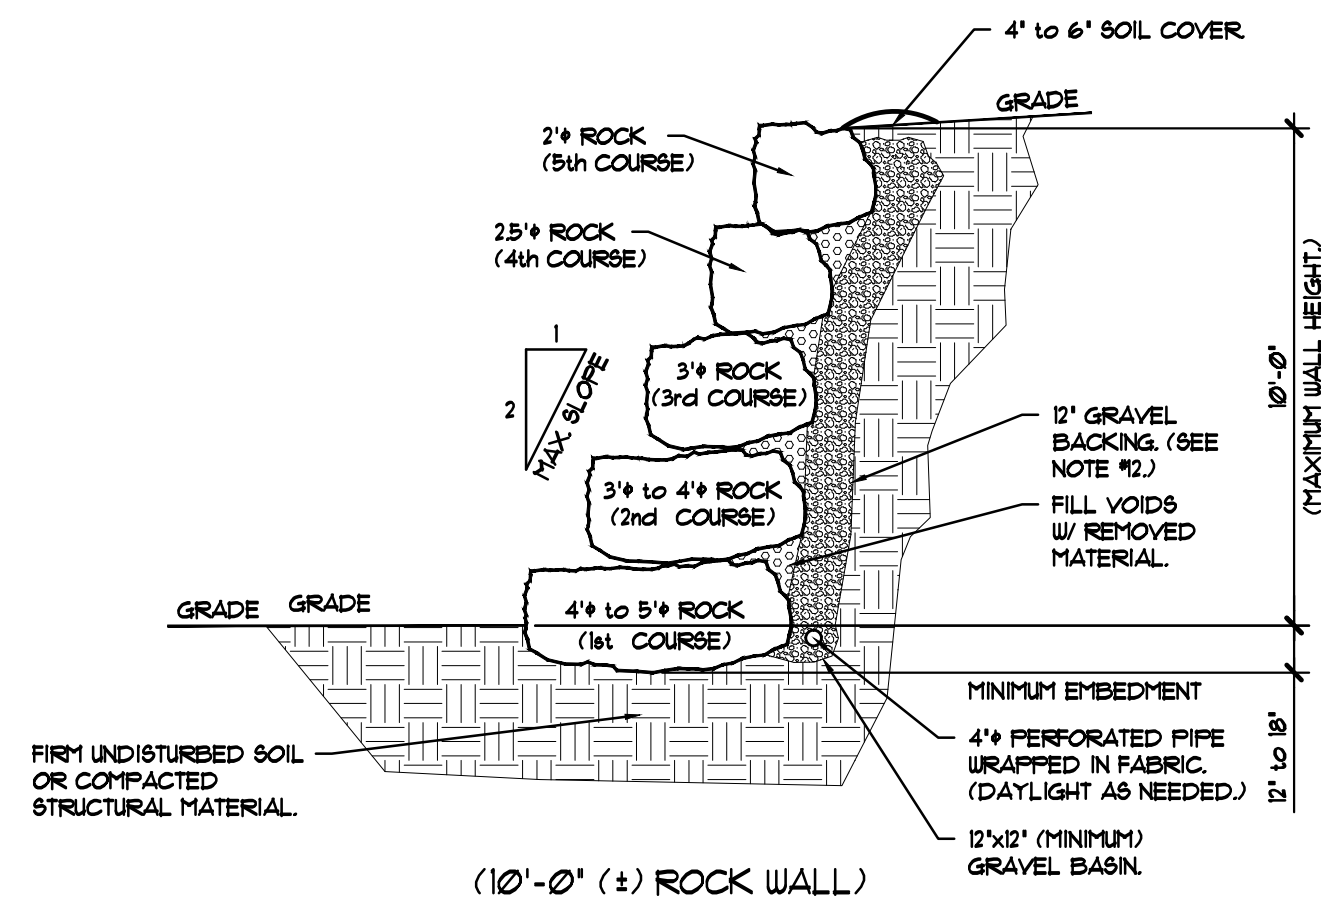 4" to 6" SOIL COVER
GRADE
2'ϕ ROCK
(5th COURSE)
2.5'ϕ ROCK
(4th COURSE)
1
2
MAX. SLOPE
3'ϕ ROCK
(3rd COURSE)
10'-0"
(MAXIMUM WALL HEIGHT.)
12" GRAVEL
BACKING. (SEE
NOTE #12.)
3'ϕ to 4'ϕ ROCK
(2nd COURSE)
FILL VOIDS
W/ REMOVED
MATERIAL.
GRADE GRADE
4'ϕ to 5'ϕ ROCK
(1st COURSE)
MINIMUM EMBEDMENT
12" to 18"
4"ϕ PERFORATED PIPE
WRAPPED IN FABRIC.
(DAYLIGHT AS NEEDED.)
FIRM UNDISTURBED SOIL
OR COMPACTED
STRUCTURAL MATERIAL.
12"x12" (MINIMUM)
GRAVEL BASIN.
(10'-0" (±) ROCK WALL)